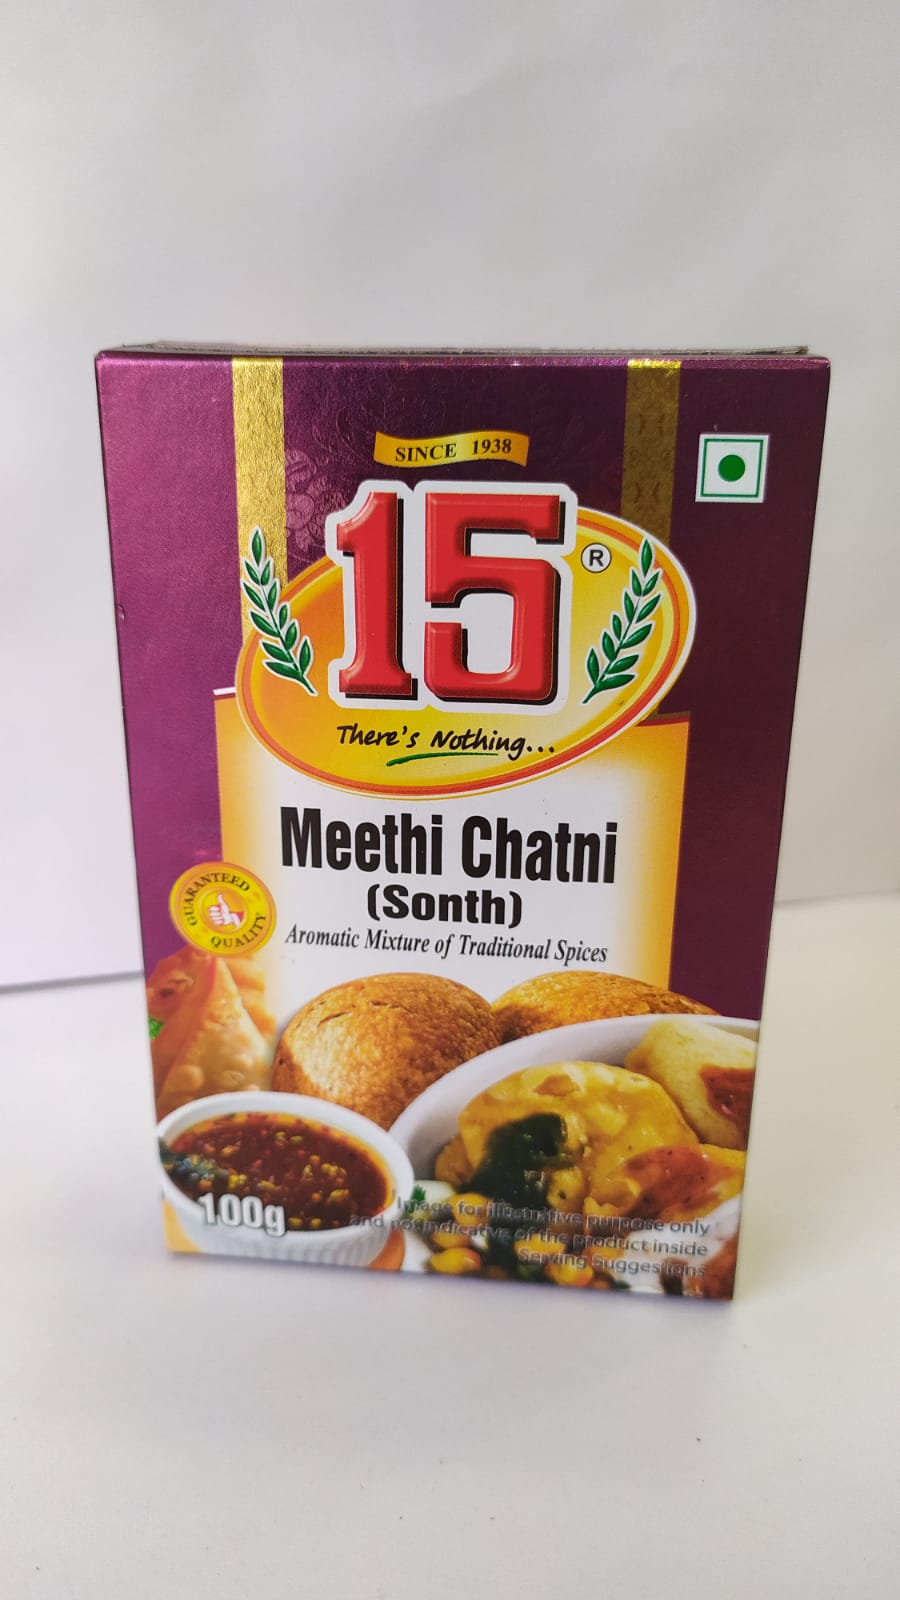 SINCE 1938
15
®
There's Nothing...
Meethi Chatni
(Sonth)
Aromatic Mixture of Traditional Spices
GUARANTEED
QUALITY
100g
Image for illustrative purpose only
and not indicative of the product inside
Serving Suggestions